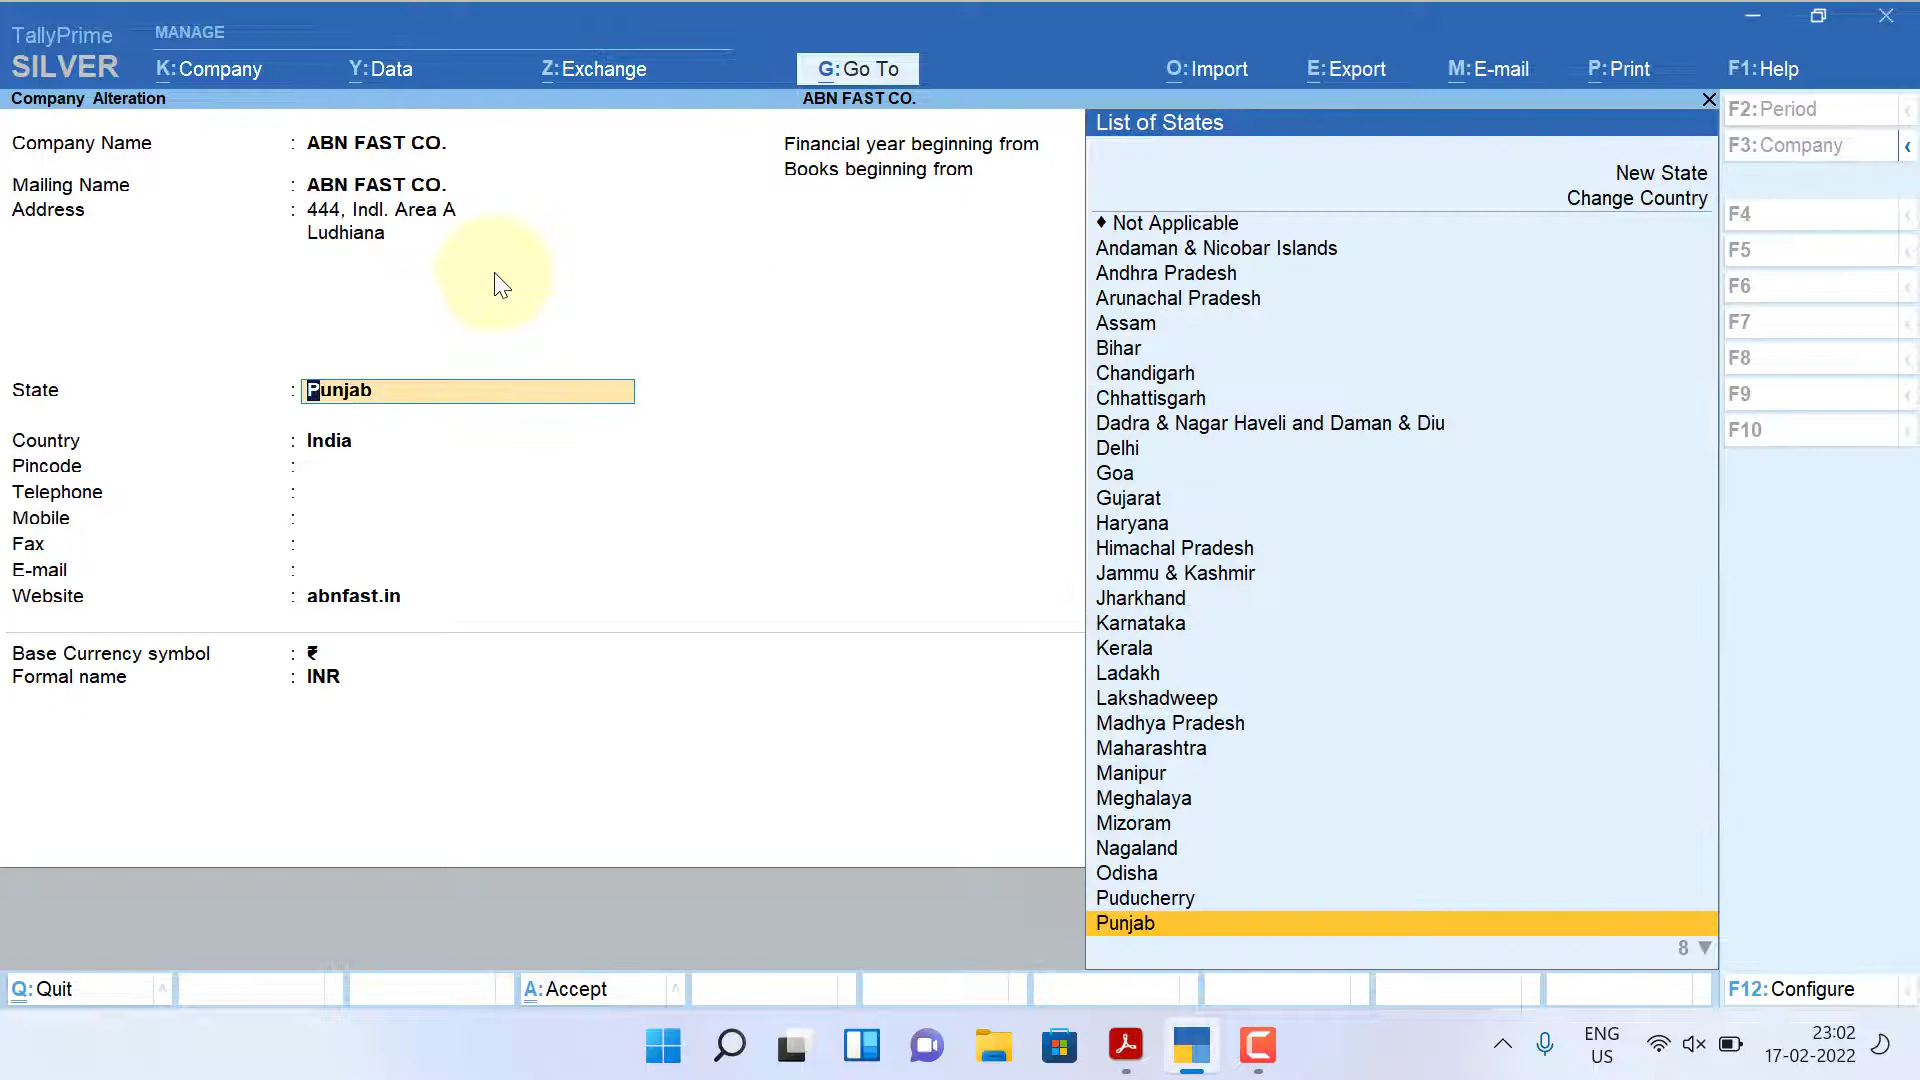 TallyPrime
SILVER
MANAGE
K:Company
Y:Data
Z:Exchange
G:Go To
O:Import
E:Export
M:E-mail
P:Print
F1:Help
Company Alteration
ABN FAST CO.
Company Name : ABN FAST CO.
Mailing Name : ABN FAST CO.
Address : 444, Indl. Area A
Ludhiana
State : Punjab
Country : India
Pincode :
Telephone :
Mobile :
Fax :
E-mail :
Website : abnfast.in
Base Currency symbol : ₹
Formal name : INR
Financial year beginning from
Books beginning from
List of States
New State
Change Country
♦ Not Applicable
Andaman & Nicobar Islands
Andhra Pradesh
Arunachal Pradesh
Assam
Bihar
Chandigarh
Chhattisgarh
Dadra & Nagar Haveli and Daman & Diu
Delhi
Goa
Gujarat
Haryana
Himachal Pradesh
Jammu & Kashmir
Jharkhand
Karnataka
Kerala
Ladakh
Lakshadweep
Madhya Pradesh
Maharashtra
Manipur
Meghalaya
Mizoram
Nagaland
Odisha
Puducherry
Punjab
8 ▼
F2:Period
F3:Company
F4
F5
F6
F7
F8
F9
F10
Q:Quit
A:Accept
F12:Configure
ENG
US
23:02
17-02-2022